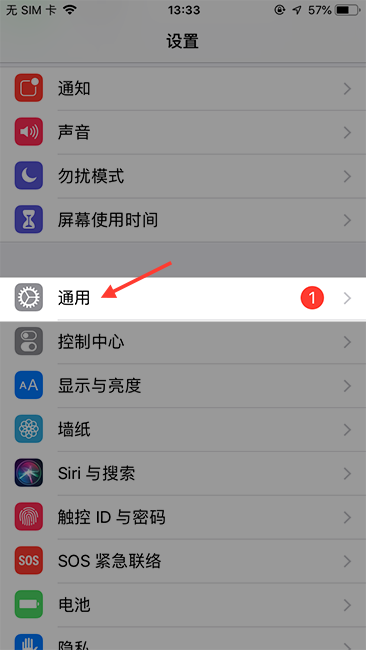 无 SIM 卡 13:33 57%
设置
通知
声音
勿扰模式
屏幕使用时间
通用 1
控制中心
AA 显示与亮度
墙纸
Siri 与搜索
触控 ID 与密码
SOS SOS 紧急联络
电池
隐私